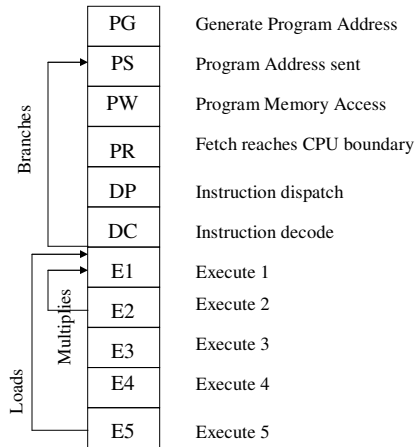 PG Generate Program Address
PS Program Address sent
PW Program Memory Access
PR Fetch reaches CPU boundary
DP Instruction dispatch
DC Instruction decode
E1 Execute 1
E2 Execute 2
E3 Execute 3
E4 Execute 4
E5 Execute 5
Branches
Multiplies
Loads